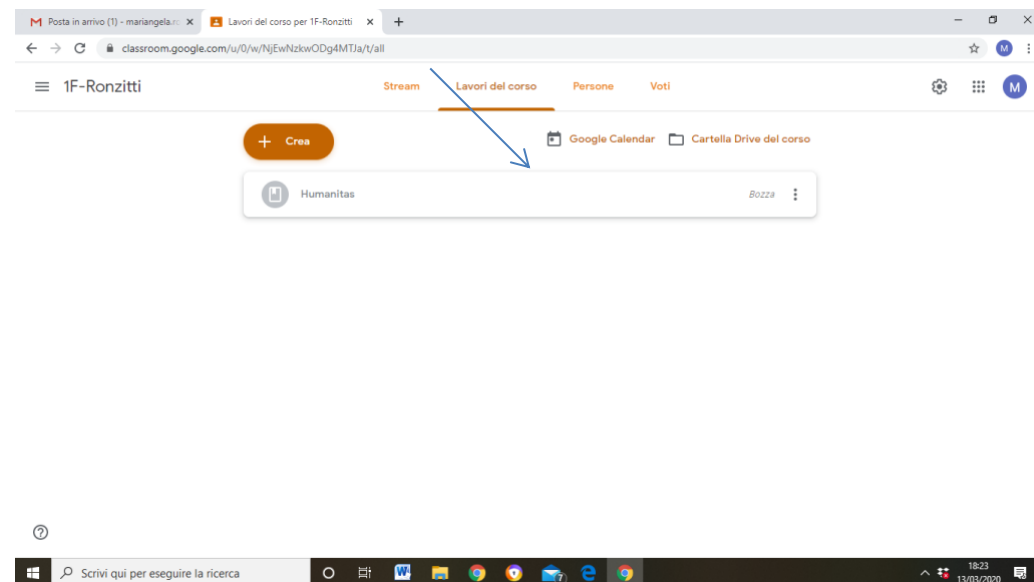 Posta in arrivo (1) - mariangela.ro
Lavori del corso per 1F-Ronzitti
classroom.google.com/u/0/w/NjEwNzkwODg4MTJa/t/all
M
1F-Ronzitti
Stream
Lavori del corso
Persone
Voti
M
Crea
Google Calendar
Cartella Drive del corso
Humanitas
Bozza
Scrivi qui per eseguire la ricerca
7
18:23
13/03/2020